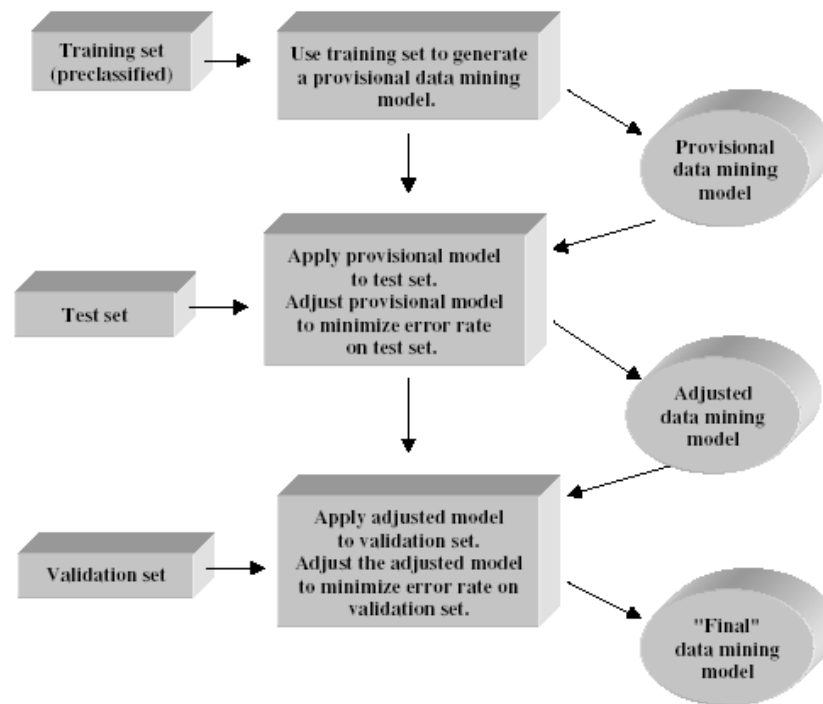 Training set
(preclassified)
Use training set to generate
a provisional data mining
model.
Provisional
data mining
model
Test set
Apply provisional model
to test set.
Adjust provisional model
to minimize error rate
on test set.
Adjusted
data mining
model
Validation set
Apply adjusted model
to validation set.
Adjust the adjusted model
to minimize error rate on
validation set.
"Final"
data mining
model